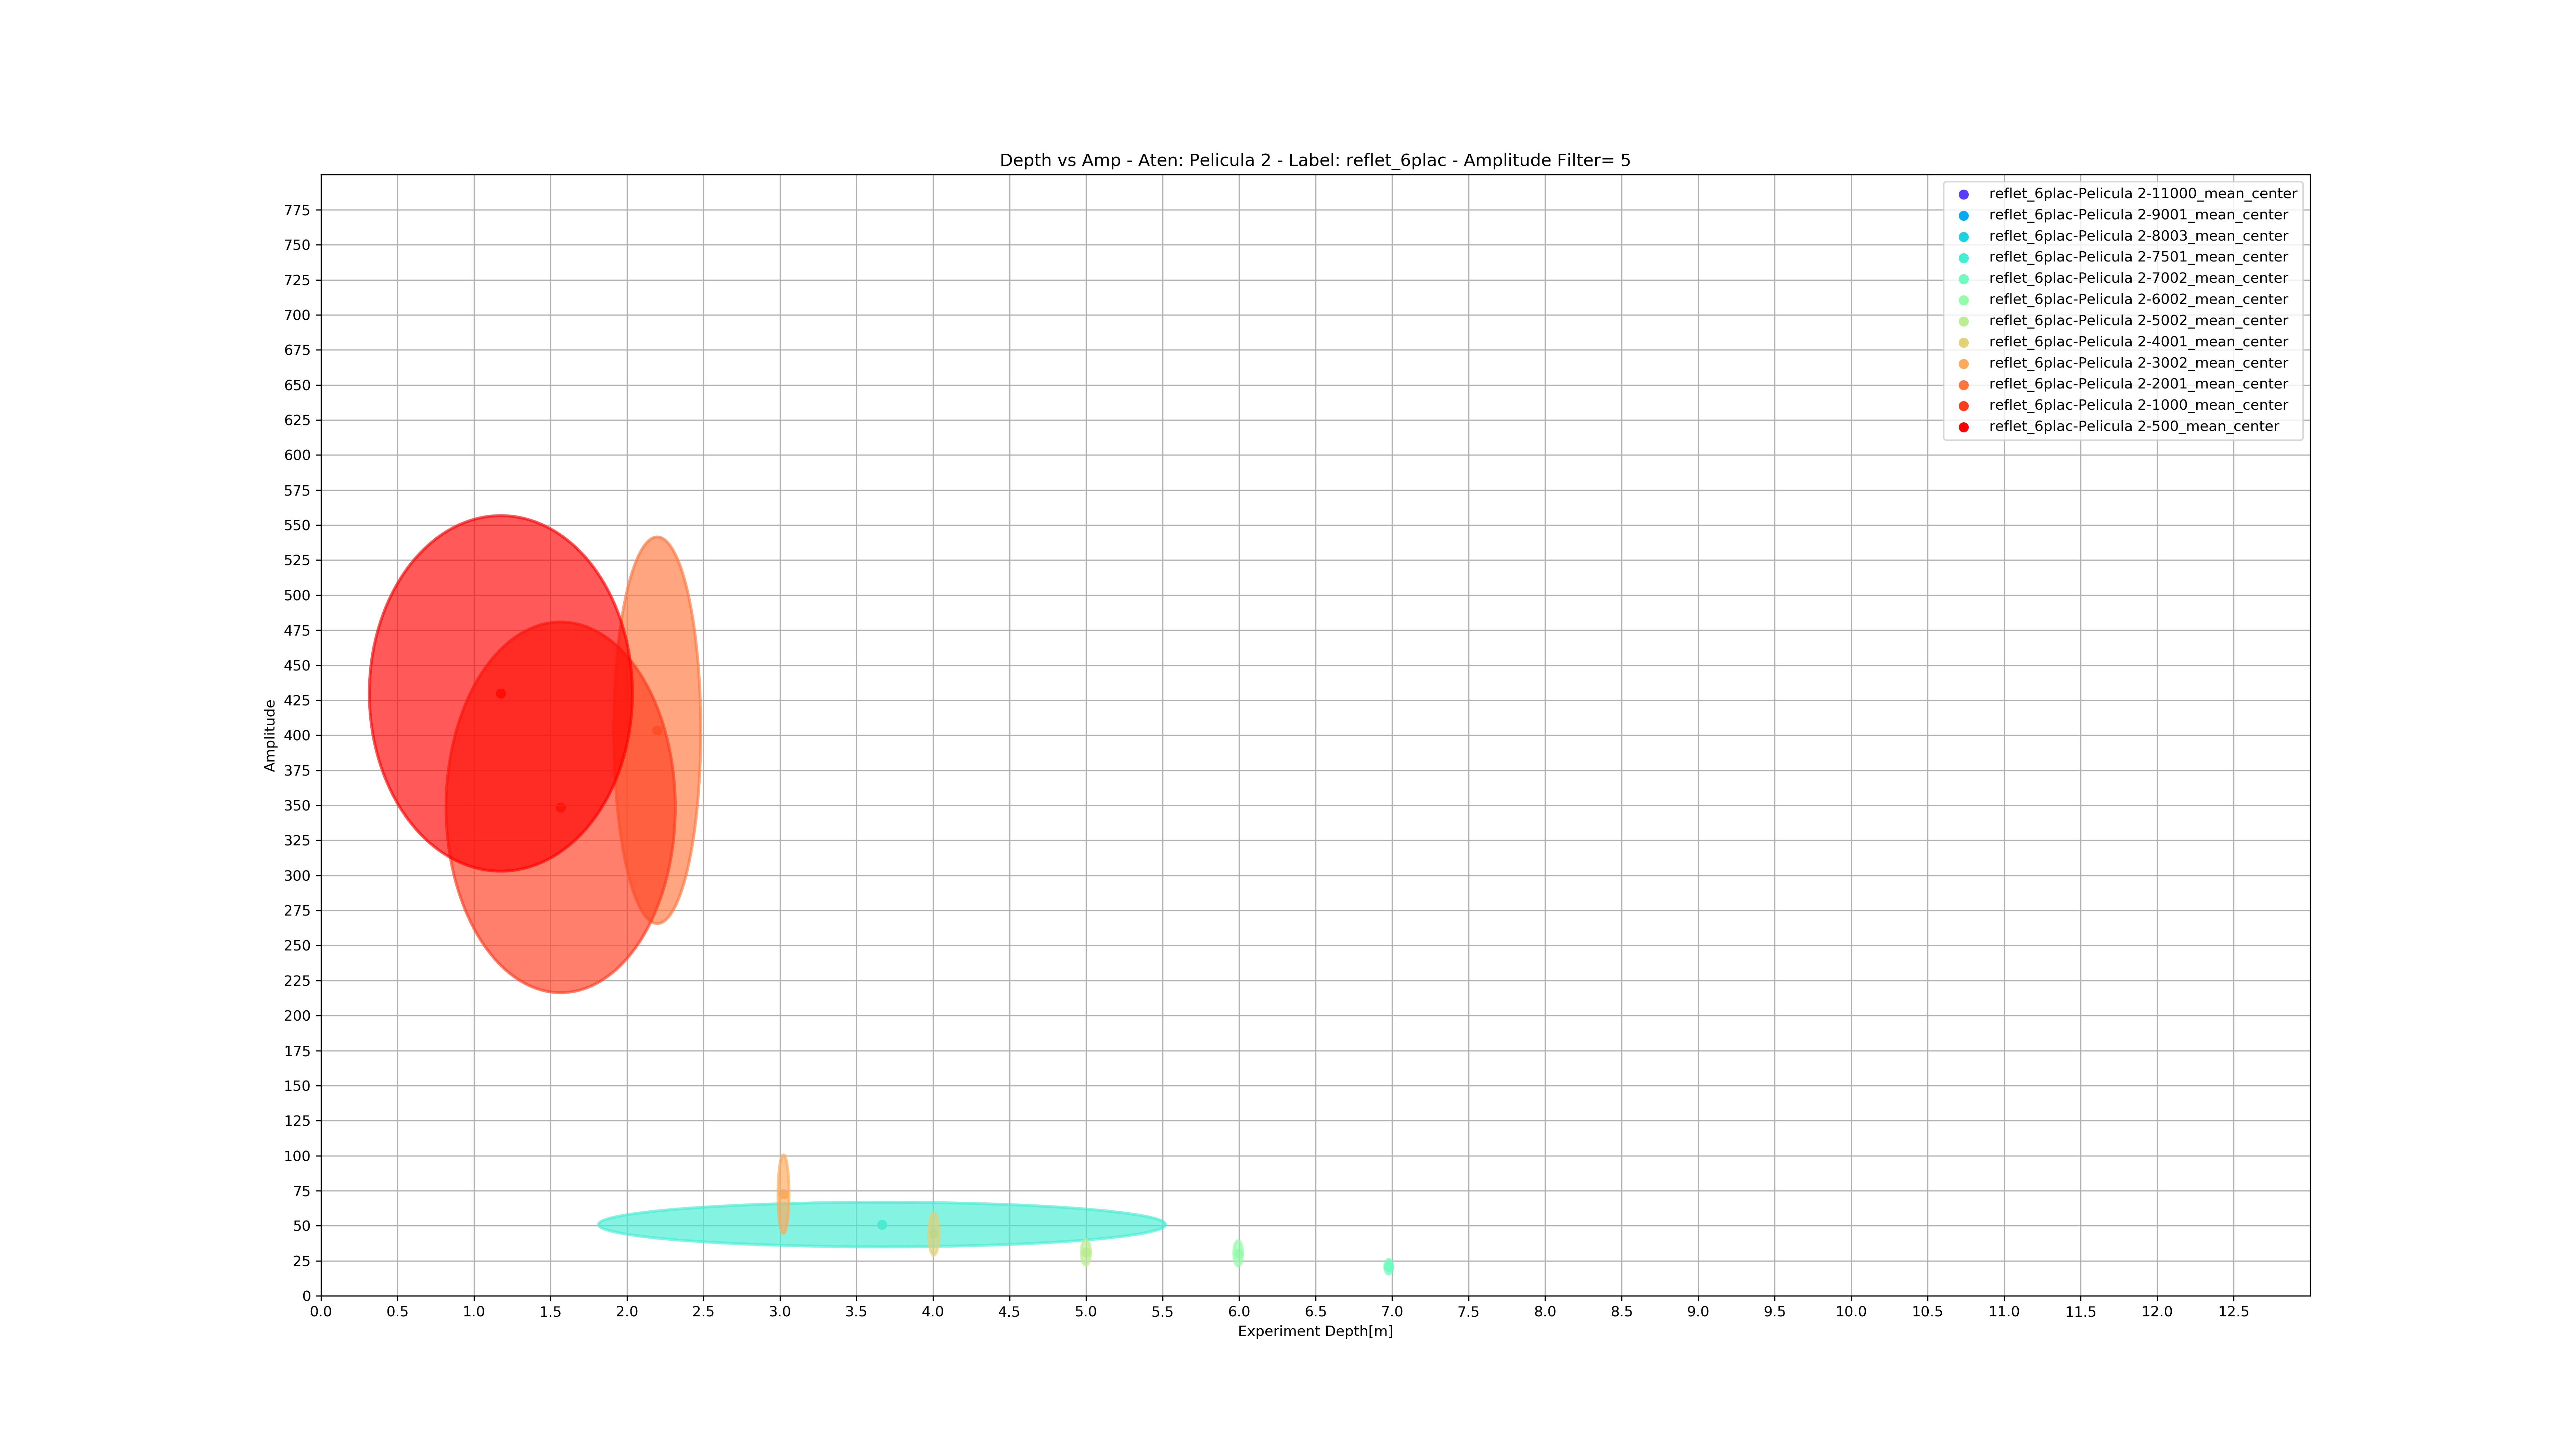 Depth vs Amp - Aten: Pelicula 2 - Label: reflet_6plac - Amplitude Filter= 5
reflet_6plac-Pelicula 2-11000_mean_center
reflet_6plac-Pelicula 2-9001_mean_center
reflet_6plac-Pelicula 2-8003_mean_center
reflet_6plac-Pelicula 2-7501_mean_center
reflet_6plac-Pelicula 2-7002_mean_center
reflet_6plac-Pelicula 2-6002_mean_center
reflet_6plac-Pelicula 2-5002_mean_center
reflet_6plac-Pelicula 2-4001_mean_center
reflet_6plac-Pelicula 2-3002_mean_center
reflet_6plac-Pelicula 2-2001_mean_center
reflet_6plac-Pelicula 2-1000_mean_center
reflet_6plac-Pelicula 2-500_mean_center
775
750
725
700
675
650
625
600
575
550
525
500
475
450
425
400
375
350
325
300
275
250
225
200
175
150
125
100
75
50
25
0
Amplitude
0.0 0.5 1.0 1.5 2.0 2.5 3.0 3.5 4.0 4.5 5.0 5.5 6.0 6.5 7.0 7.5 8.0 8.5 9.0 9.5 10.0 10.5 11.0 11.5 12.0 12.5
Experiment Depth[m]